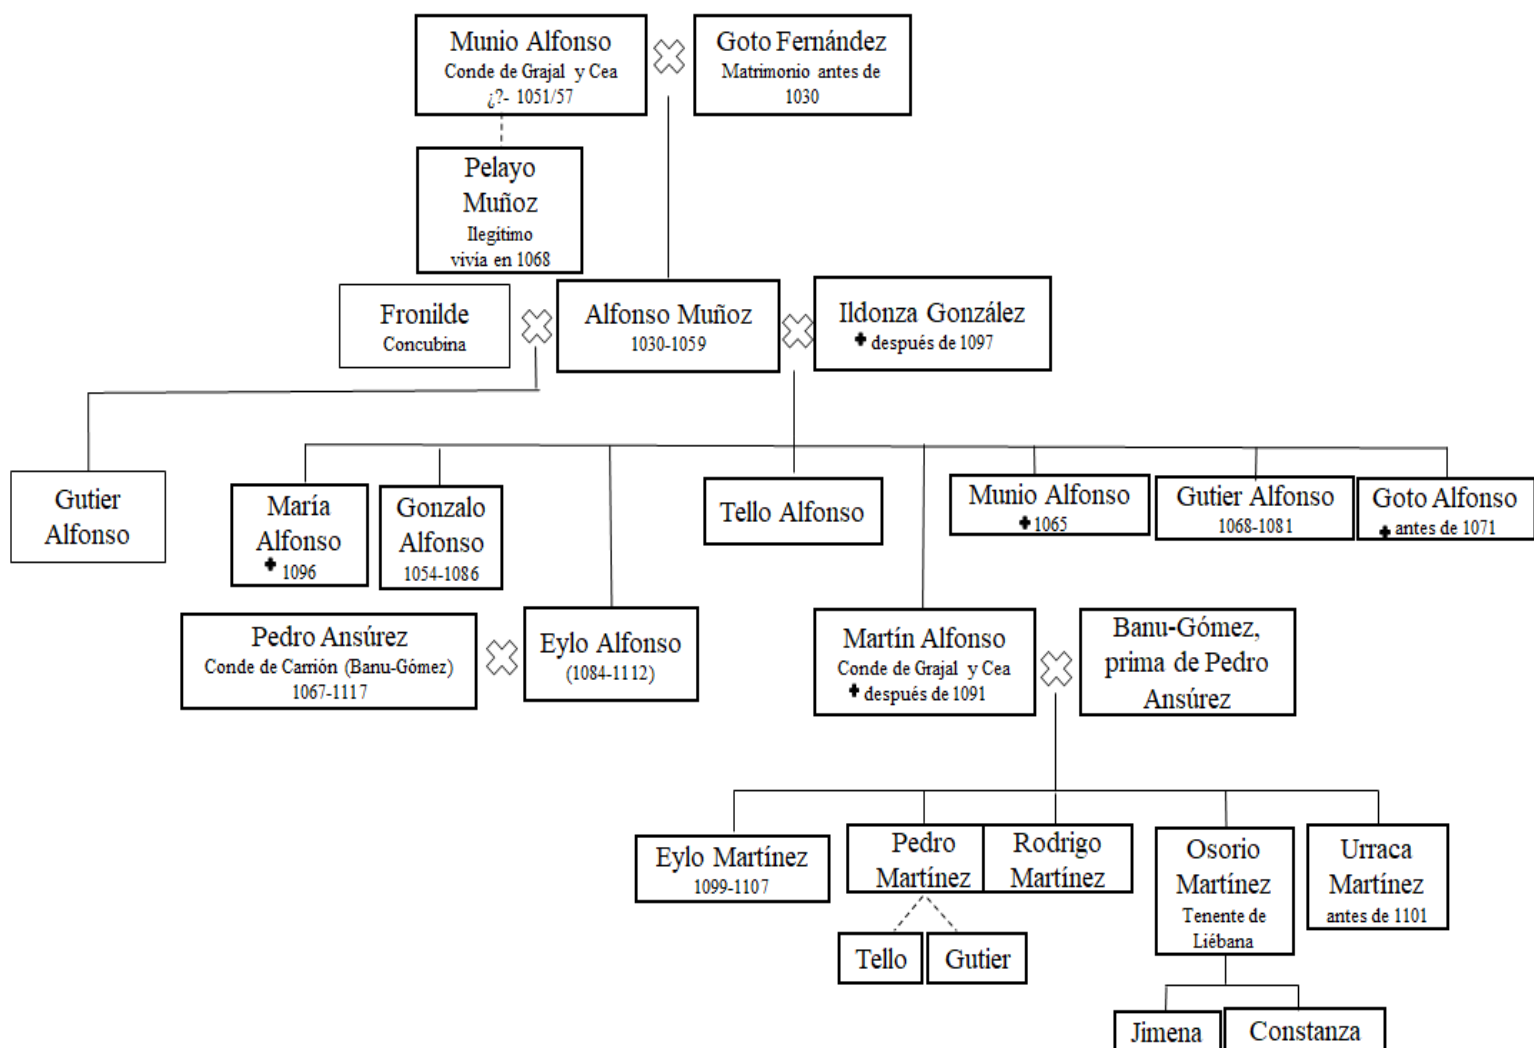 Munio Alfonso
Conde de Grajal y Cea
¿?- 1051/57
Goto Fernández
Matrimonio antes de
1030
Pelayo
Muñoz
Ilegítimo
vivía en 1068
Fronilde
Concubina
Alfonso Muñoz
1030-1059
Ildonza González
✚ después de 1097
Gutier
Alfonso
María
Alfonso
✚ 1096
Gonzalo
Alfonso
1054-1086
Tello Alfonso
Munio Alfonso
✚ 1065
Gutier Alfonso
1068-1081
Goto Alfonso
✚ antes de 1071
Pedro Ansúrez
Conde de Carrión (Banu-Gómez)
1067-1117
Eylo Alfonso
(1084-1112)
Martín Alfonso
Conde de Grajal y Cea
✚ después de 1091
Banu-Gómez,
prima de Pedro
Ansúrez
Eylo Martínez
1099-1107
Pedro
Martínez
Rodrigo
Martínez
Osorio
Martínez
Tenente de
Liébana
Urraca
Martínez
antes de 1101
Tello
Gutier
Jimena
Constanza